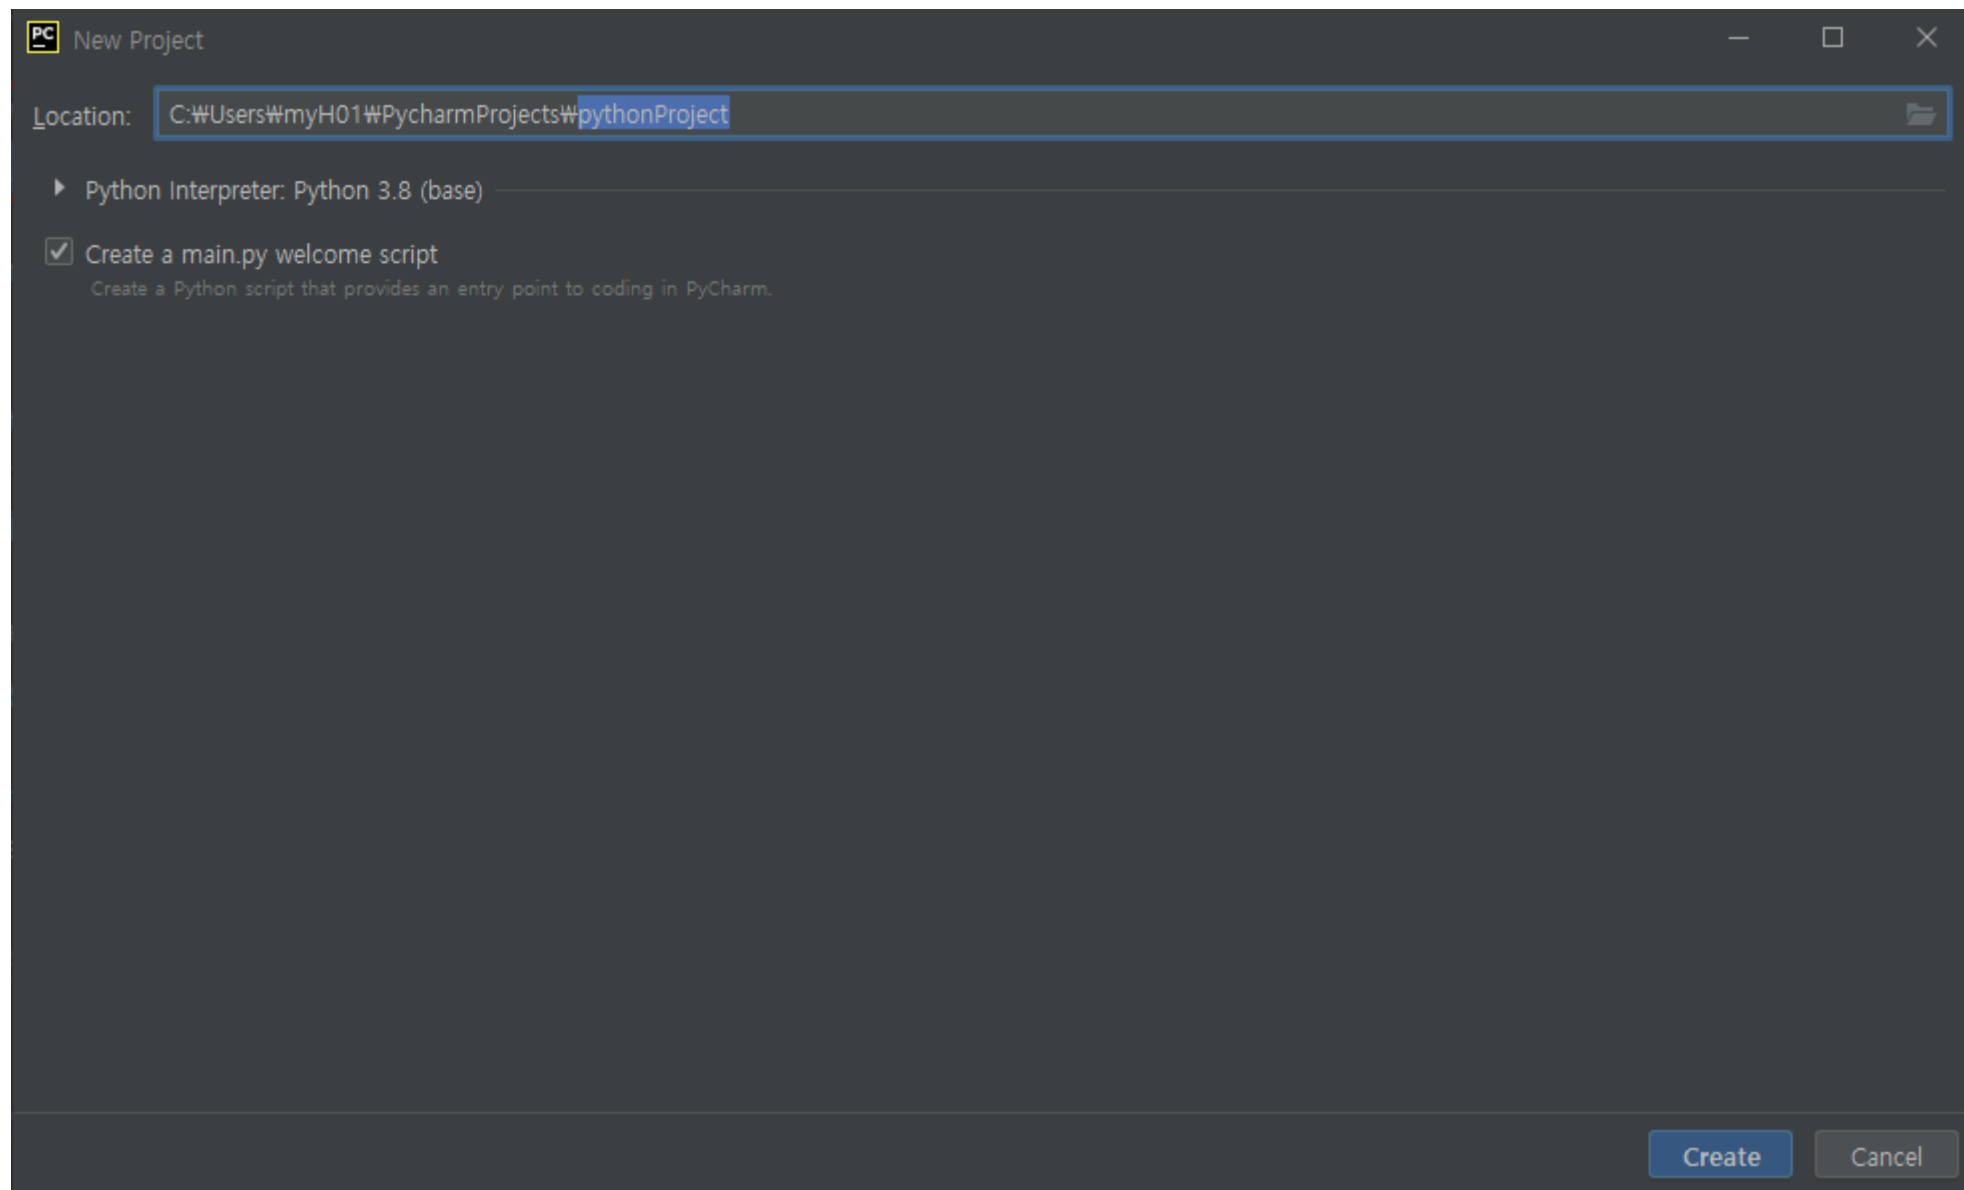 PC New Project
Location: C:₩Users₩myH01₩PycharmProjects₩pythonProject
Python Interpreter: Python 3.8 (base)
Create a main.py welcome script
Create a Python script that provides an entry point to coding in PyCharm.
Create Cancel